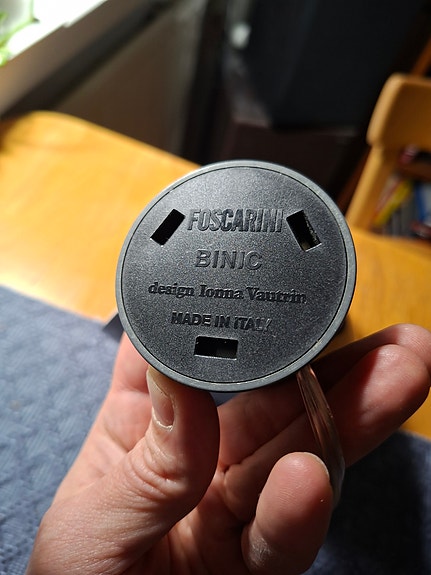 FOSCARINI
BINIC
design Ionna Vautrin
MADE IN ITALY